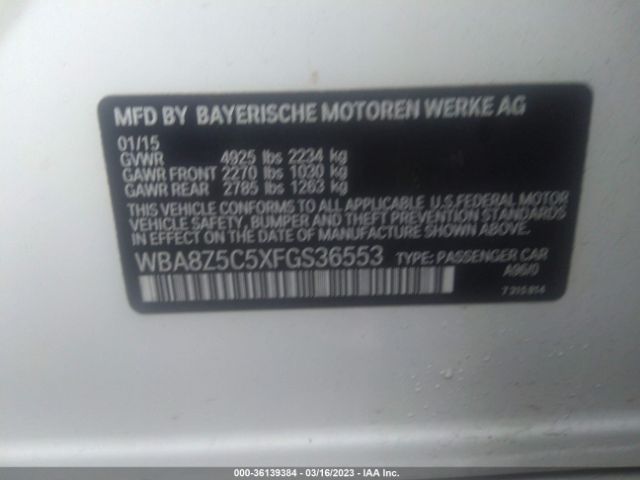 MFD BY BAYERISCHE MOTOREN WERKE AG
01/15
GVWR 4925 lbs 2234 kg
GAWR FRONT 2270 lbs 1030 kg
GAWR REAR 2785 lbs 1263 kg
THIS VEHICLE CONFORMS TO ALL APPLICABLE U.S.FEDERAL MOTOR
VEHICLE SAFETY, BUMPER AND THEFT PREVENTION STANDARDS
IN EFFECT ON THE DATE OF MANUFACTURE SHOWN ABOVE.
WBA8Z5C5XFGS36553 TYPE: PASSENGER CAR
A96/0
7315814
000-36139384 / 03/16/2023 - IAA Inc.